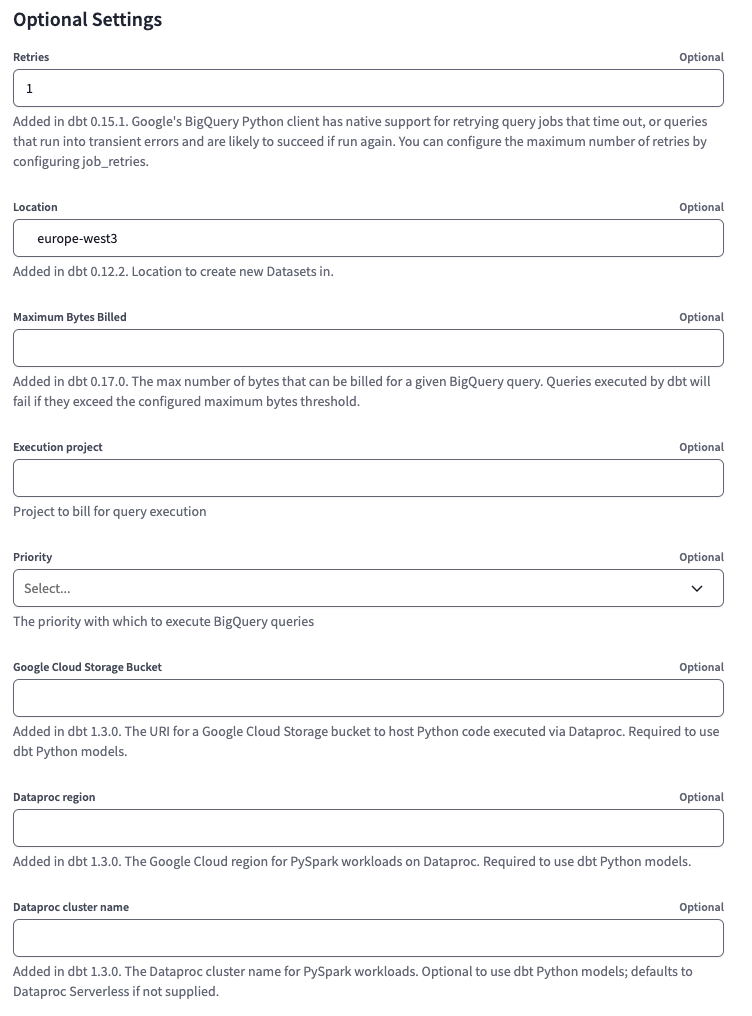 Optional Settings
Retries Optional
1
Added in dbt 0.15.1. Google's BigQuery Python client has native support for retrying query jobs that time out, or queries
that run into transient errors and are likely to succeed if run again. You can configure the maximum number of retries by
configuring job_retries.
Location Optional
europe-west3
Added in dbt 0.12.2. Location to create new Datasets in.
Maximum Bytes Billed Optional
Added in dbt 0.17.0. The max number of bytes that can be billed for a given BigQuery query. Queries executed by dbt will
fail if they exceed the configured maximum bytes threshold.
Execution project Optional
Project to bill for query execution
Priority Optional
Select...
The priority with which to execute BigQuery queries
Google Cloud Storage Bucket Optional
Added in dbt 1.3.0. The URI for a Google Cloud Storage bucket to host Python code executed via Dataproc. Required to use
dbt Python models.
Dataproc region Optional
Added in dbt 1.3.0. The Google Cloud region for PySpark workloads on Dataproc. Required to use dbt Python models.
Dataproc cluster name Optional
Added in dbt 1.3.0. The Dataproc cluster name for PySpark workloads. Optional to use dbt Python models; defaults to
Dataproc Serverless if not supplied.